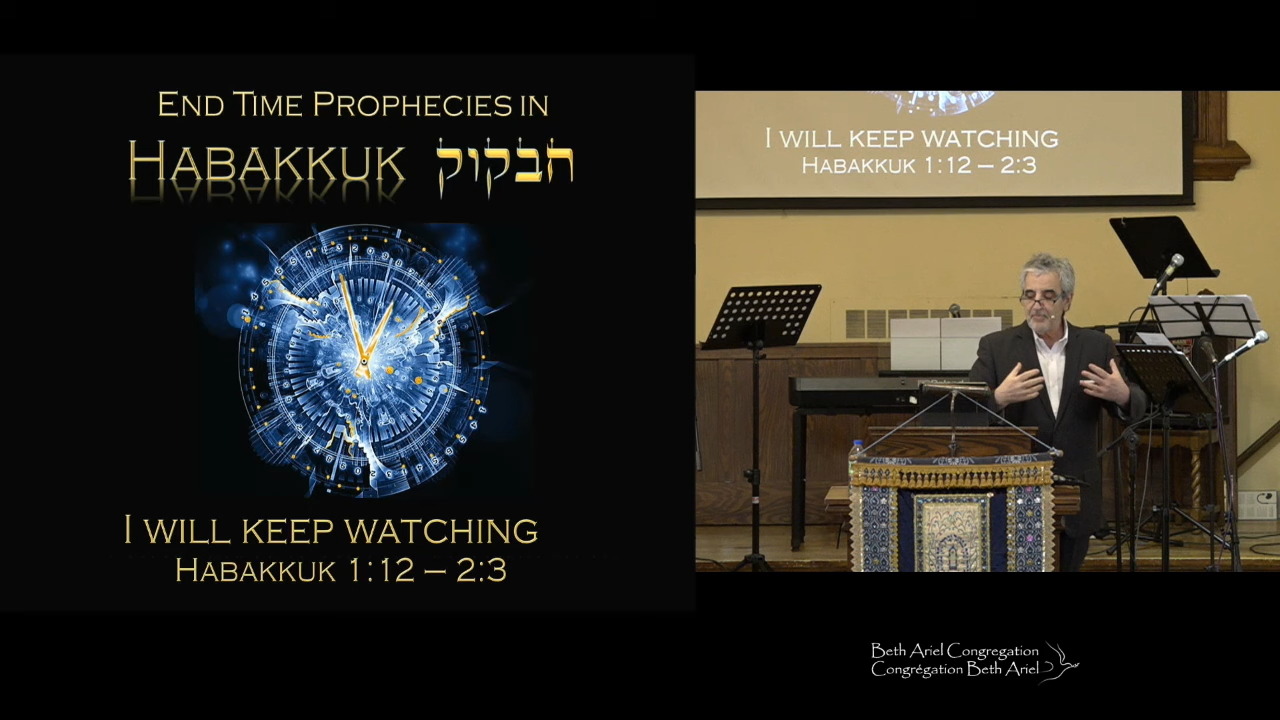 END TIME PROPHECIES IN
HABAKKUK חבקוק
I WILL KEEP WATCHING
HABAKKUK 1:12 – 2:3
I WILL KEEP WATCHING
HABAKKUK 1:12 – 2:3
Beth Ariel Congregation
Congrégation Beth Ariel